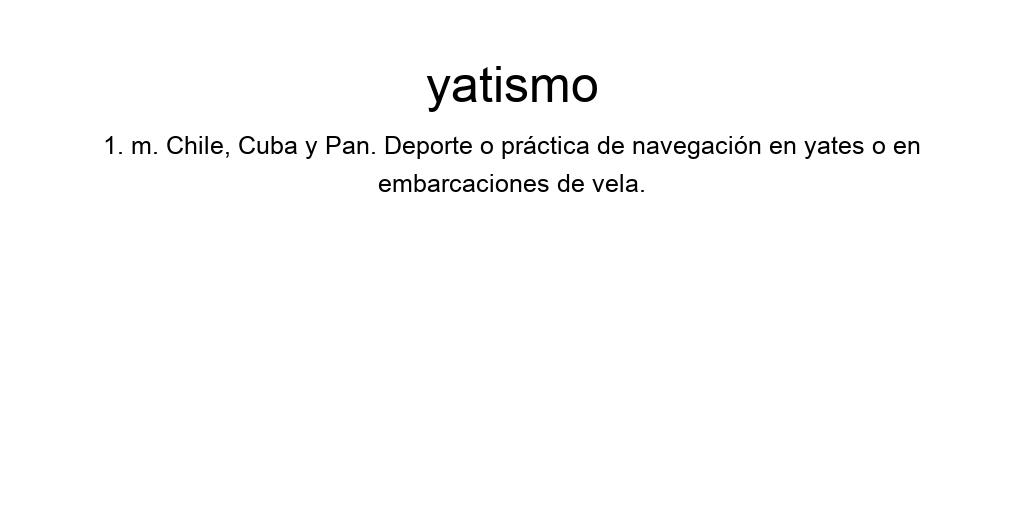 yatismo
1. m. Chile, Cuba y Pan. Deporte o práctica de navegación en yates o en
embarcaciones de vela.